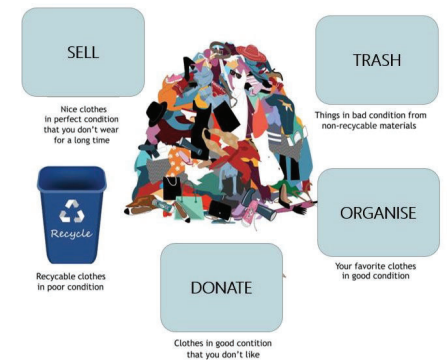 SELL
Nice clothes
in perfect condition
that you don't wear
for a long time
TRASH
Things in bad condition from
non-recycable materials
Recycle
Recycable clothes
in poor condition
ORGANISE
Your favorite clothes
in good condition
DONATE
Clothes in good contition
that you don't like